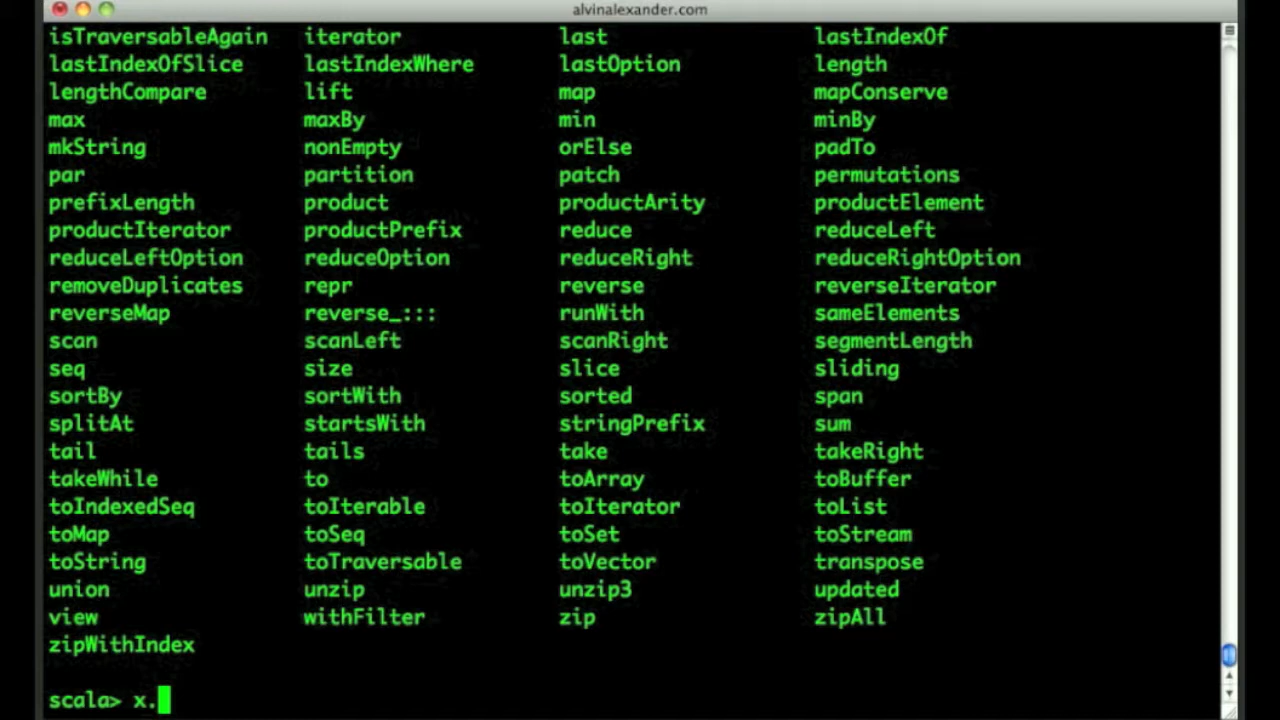 alvinalexander.com
isTraversableAgain iterator last lastIndexOf
lastIndexOfSlice lastIndexWhere lastOption length
lengthCompare lift map mapConserve
max maxBy min minBy
mkString nonEmpty orElse padTo
par partition patch permutations
prefixLength product productArity productElement
productIterator productPrefix reduce reduceLeft
reduceLeftOption reduceOption reduceRight reduceRightOption
removeDuplicates repr reverse reverseIterator
reverseMap reverse_::: runWith sameElements
scan scanLeft scanRight segmentLength
seq size slice sliding
sortBy sortWith sorted span
splitAt startsWith stringPrefix sum
tail tails take takeRight
takeWhile to toArray toBuffer
toIndexedSeq toIterable toIterator toList
toMap toSeq toSet toStream
toString toTraversable toVector transpose
union unzip unzip3 updated
view withFilter zip zipAll
zipWithIndex
scala> x.